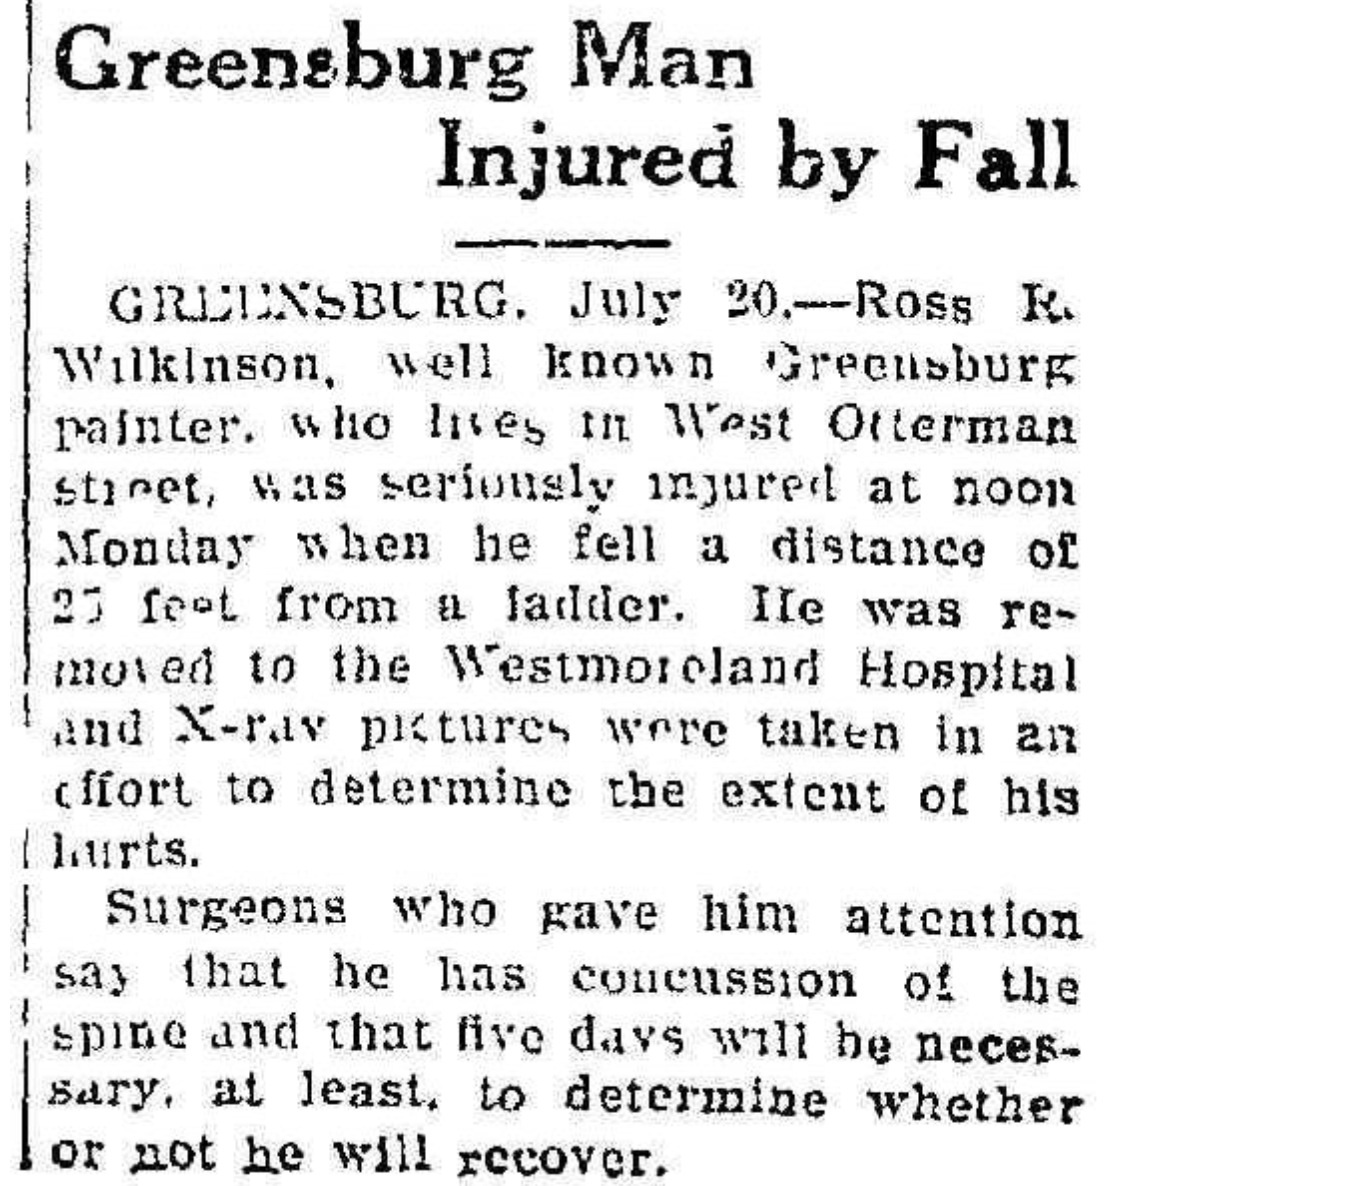 Greensburg Man
Injured by Fall
GREENSBURG, July 20.—Ross R.
Wilkinson, well known Greensburg
painter, who lives in West Otterman
street, was seriously injured at noon
Monday when he fell a distance of
25 feet from a ladder. He was re-
moved to the Westmoreland Hospital
and X-ray pictures were taken in an
effort to determine the extent of his
hurts.
Surgeons who gave him attention
say that he has concussion of the
spine and that five days will be neces-
sary, at least, to determine whether
or not he will recover.